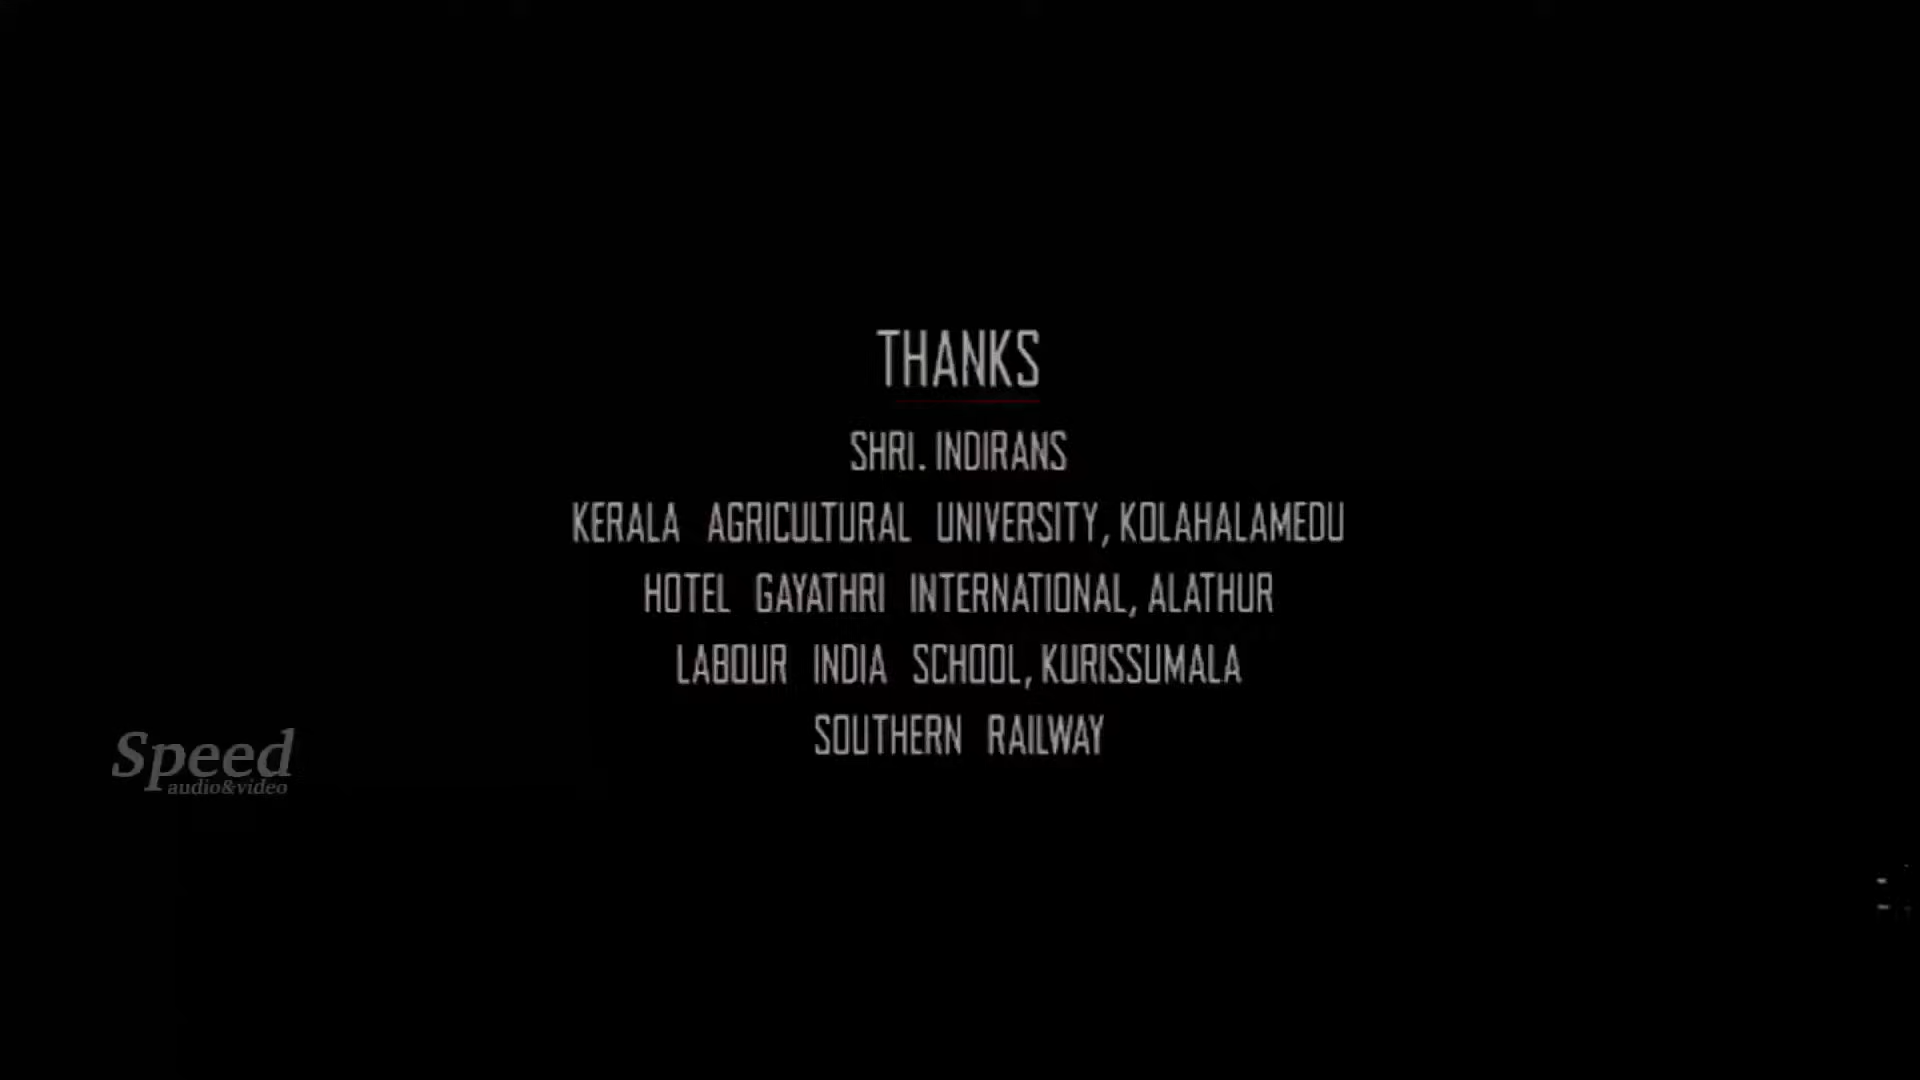 THANKS
SHRI. INDIRANS
KERALA AGRICULTURAL UNIVERSITY, KOLAHALAMEDU
HOTEL GAYATHRI INTERNATIONAL, ALATHUR
LABOUR INDIA SCHOOL, KURISSUMALA
SOUTHERN RAILWAY
Speed
audio&video